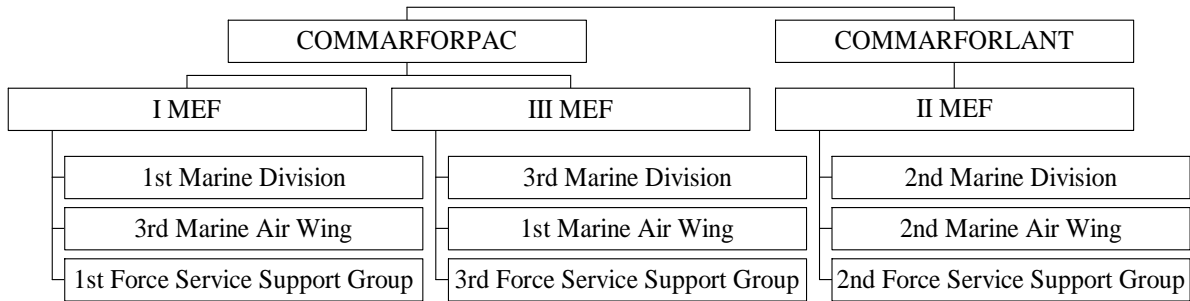 COMMARFORPAC
COMMARFORLANT
I MEF
III MEF
II MEF
1st Marine Division
3rd Marine Division
2nd Marine Division
3rd Marine Air Wing
1st Marine Air Wing
2nd Marine Air Wing
1st Force Service Support Group
3rd Force Service Support Group
2nd Force Service Support Group